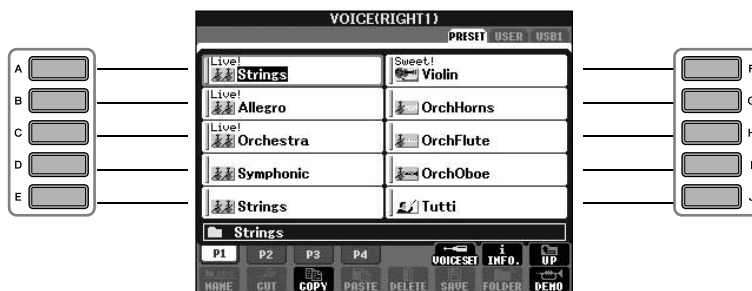 VOICE(RIGHT1)
PRESET USER USB1
A Live! Strings Sweet! Violin F
B Live! Allegro OrchHorns G
C Live! Orchestra OrchFlute H
D Symphonic OrchOboe
E Strings Tutti J
Strings
P1 P2 P3 P4 VOICESET INFO. UP
NAME CUT COPY PASTE DELETE SAVE FOLDER DEMO